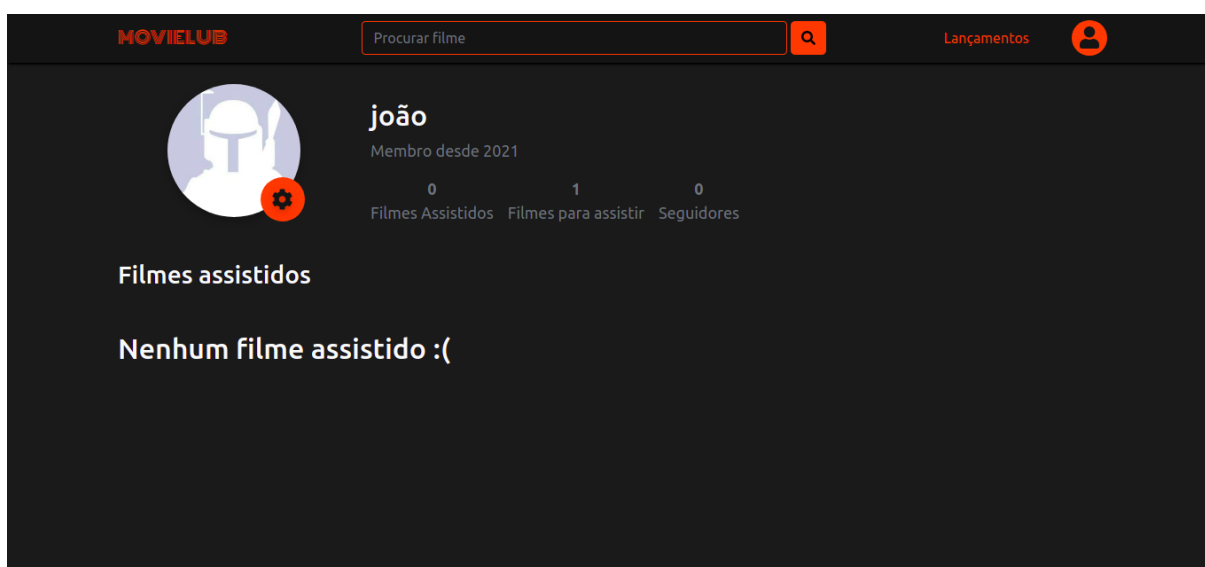 MOVIELUB
Procurar filme
Lançamentos
joão
Membro desde 2021
0 1 0
Filmes Assistidos Filmes para assistir Seguidores
Filmes assistidos
Nenhum filme assistido :(